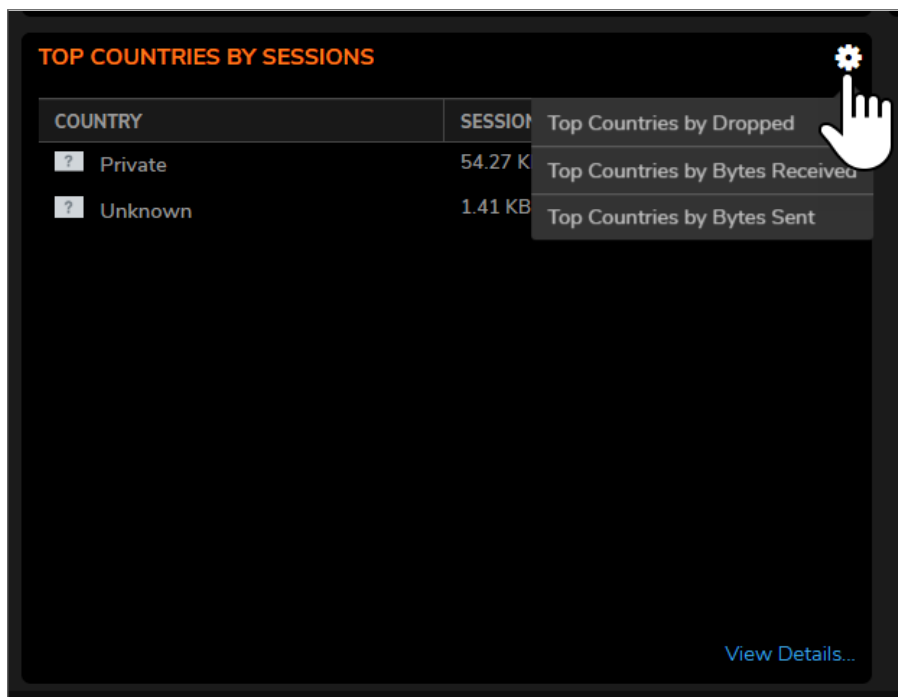 TOP COUNTRIES BY SESSIONS
COUNTRY SESSION
Top Countries by Dropped
? Private 54.27 K
Top Countries by Bytes Received
? Unknown 1.41 KB
Top Countries by Bytes Sent
View Details...